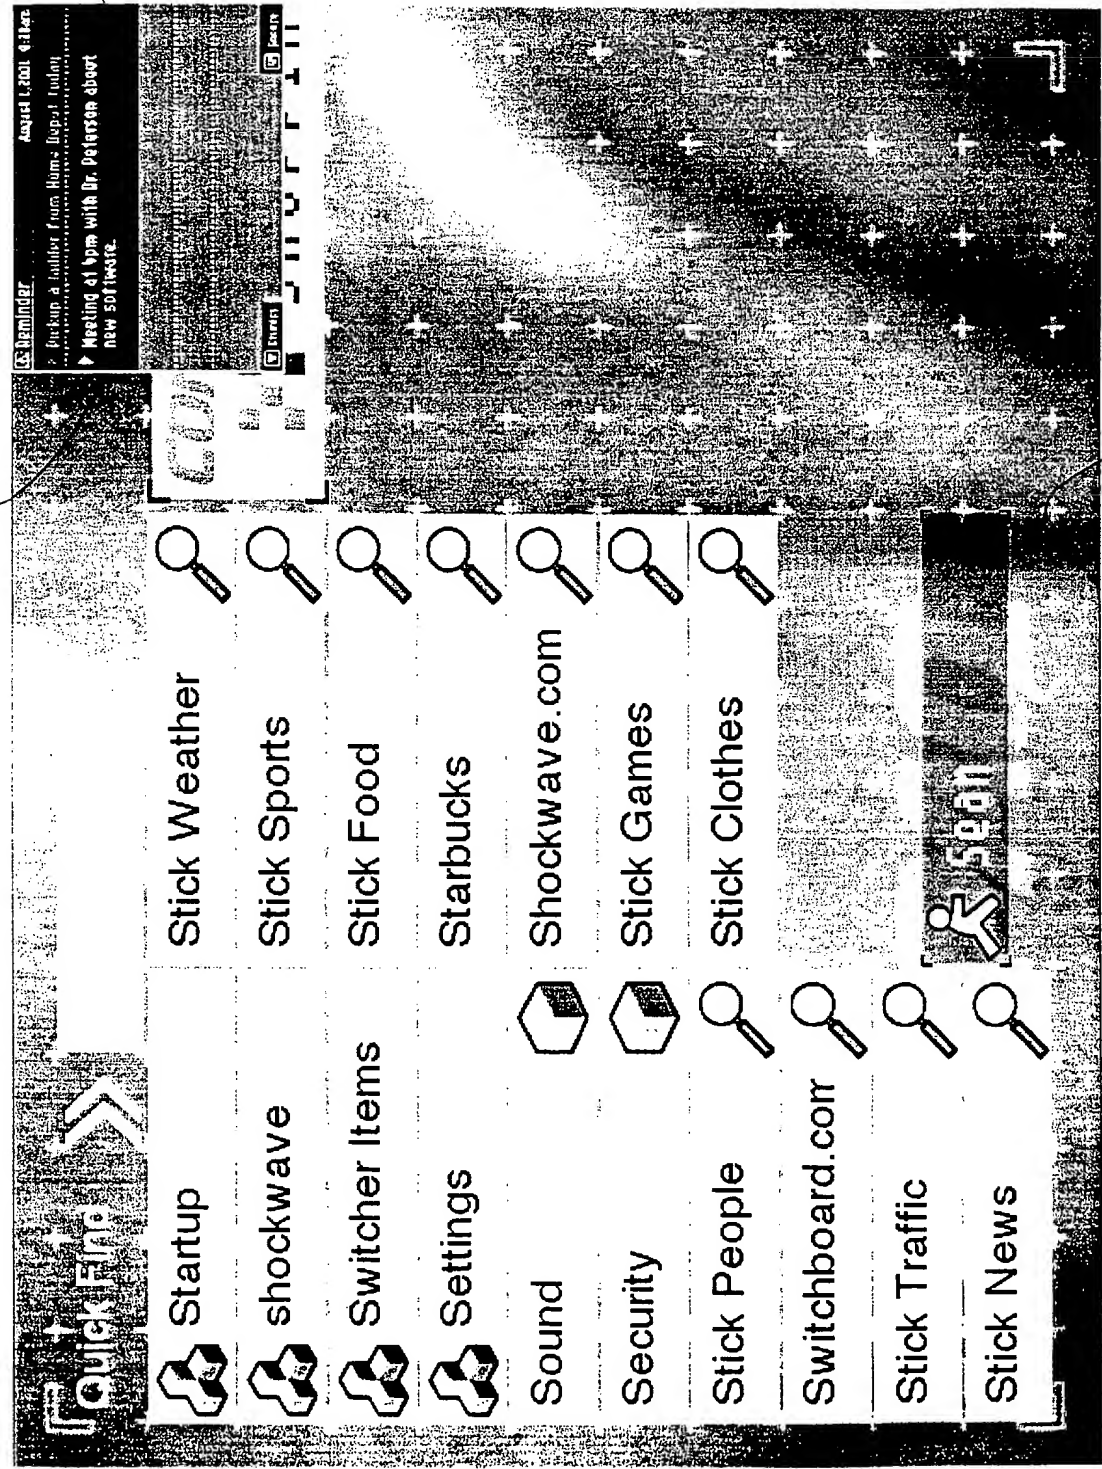 Quick Find
Startup
shockwave
Switcher Items
Settings
Sound
Security
Stick People
Switchboard.com
Stick Traffic
Stick News
Stick Weather
Stick Sports
Stick Food
Starbucks
Shockwave.com
Stick Games
Stick Clothes
Sean
Reminder August 1, 2001
Pickup a ladder from Home Depot today
Meeting at 4pm with Dr. Peterson about
new software.